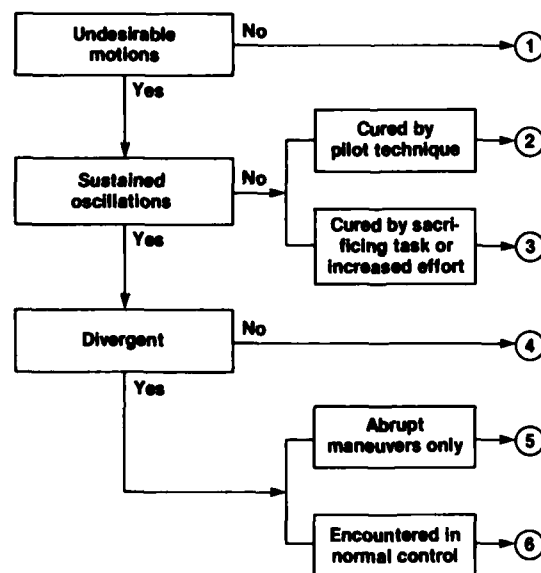 Undesirable
motions
No
1
Yes
Sustained
oscillations
No
Cured by
pilot technique
2
Cured by sacri-
ficing task or
increased effort
3
Yes
Divergent
No
4
Yes
Abrupt
maneuvers only
5
Encountered in
normal control
6